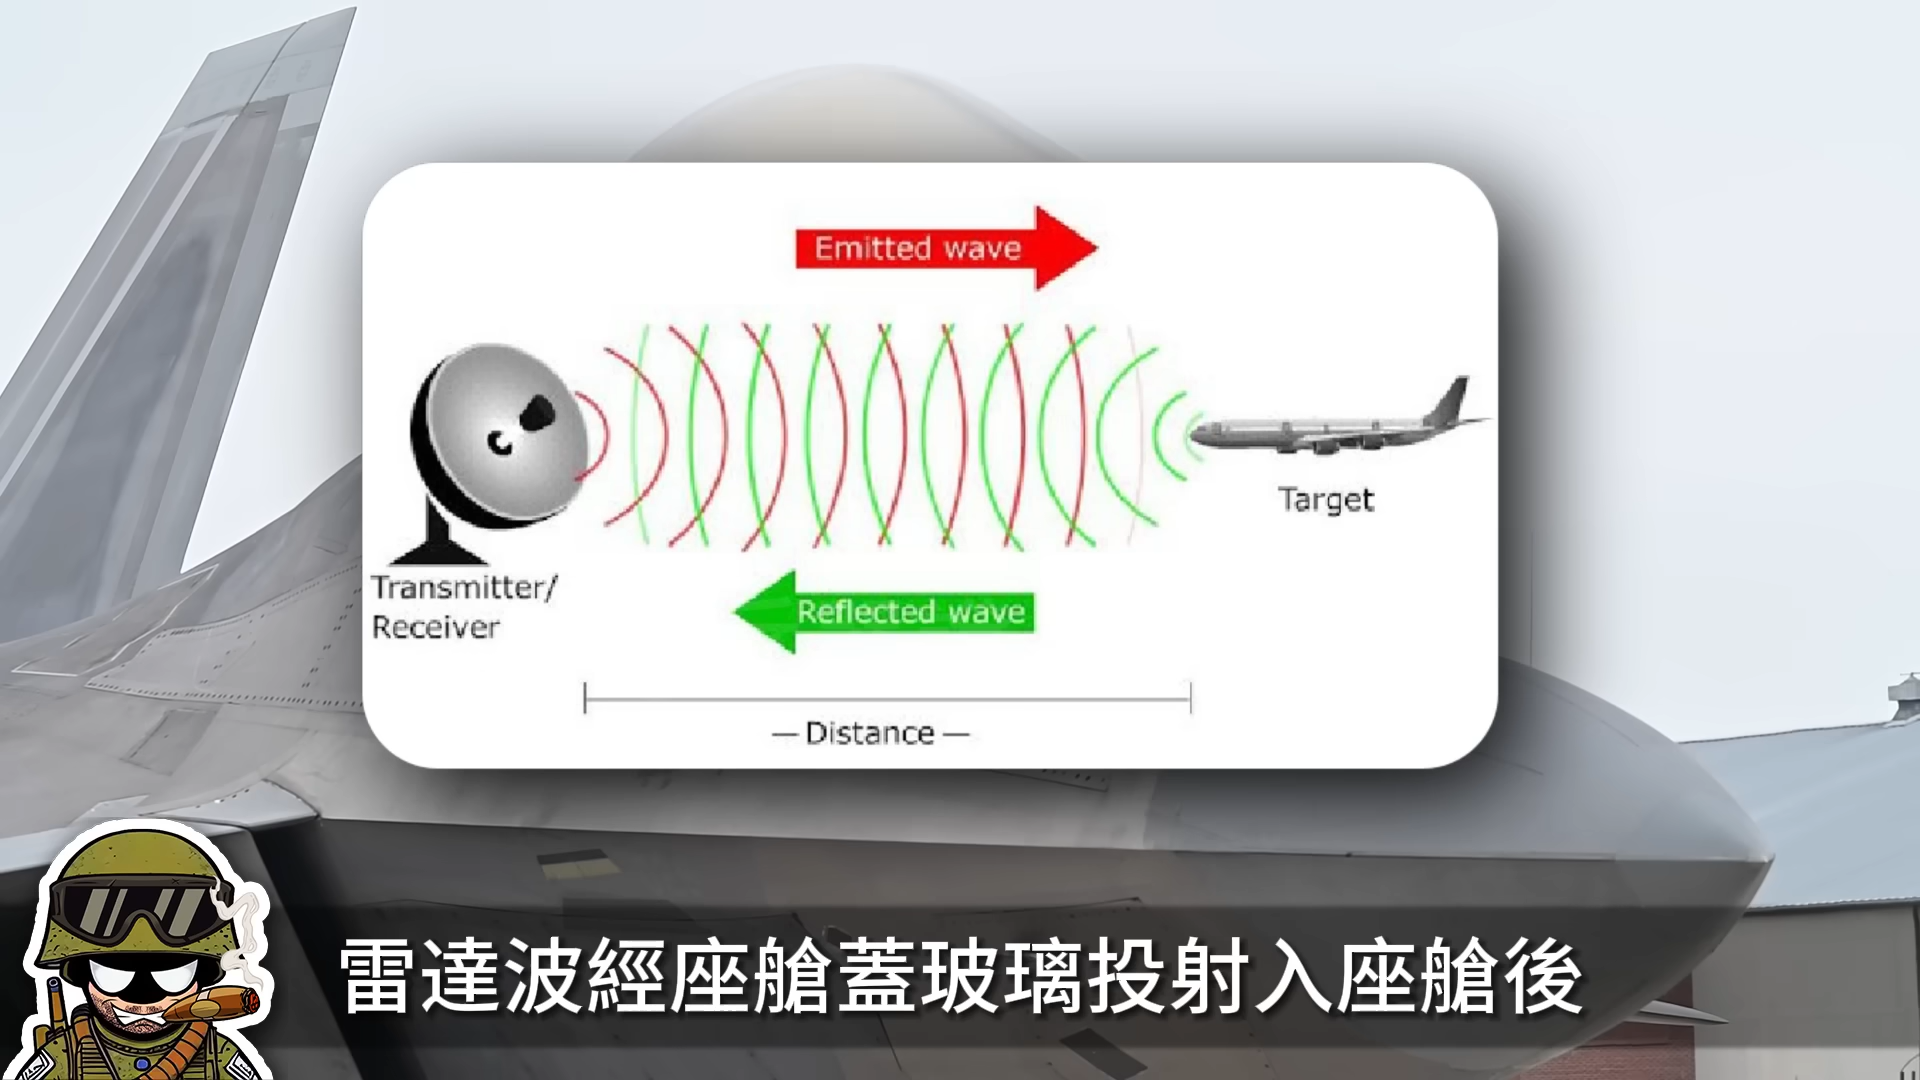 Emitted wave
Transmitter/
Receiver
Target
Reflected wave
— Distance —
雷達波經座艙蓋玻璃投射入座艙後